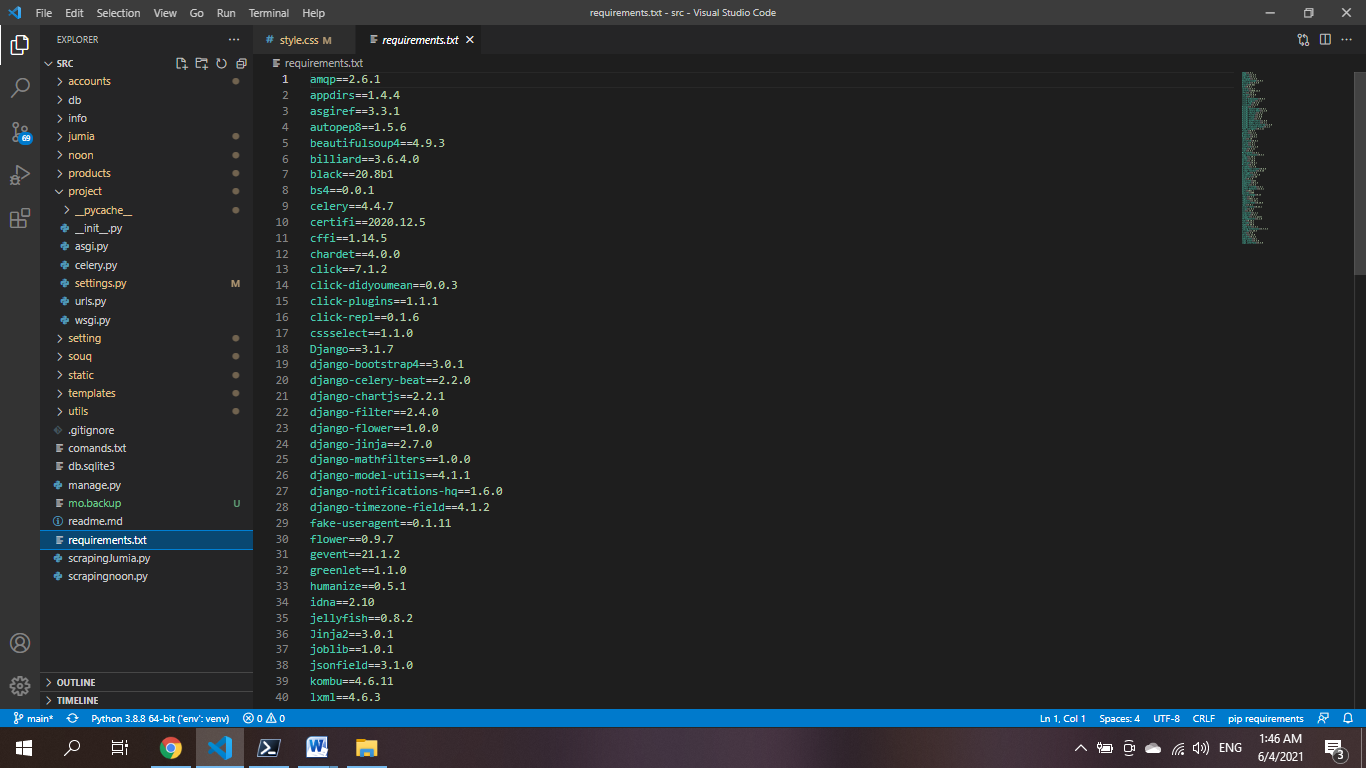 File Edit Selection View Go Run Terminal Help
requirements.txt - src - Visual Studio Code
EXPLORER
SRC
accounts
db
info
jumia
noon
products
project
__pycache__
__init__.py
asgi.py
celery.py
settings.py M
urls.py
wsgi.py
setting
souq
static
templates
utils
.gitignore
comands.txt
db.sqlite3
manage.py
mo.backup U
readme.md
requirements.txt
scrapingJumia.py
scrapingnoon.py
OUTLINE
TIMELINE
69
# style.css M
requirements.txt
requirements.txt
1 amqp==2.6.1
2 appdirs==1.4.4
3 asgiref==3.3.1
4 autopep8==1.5.6
5 beautifulsoup4==4.9.3
6 billiard==3.6.4.0
7 black==20.8b1
8 bs4==0.0.1
9 celery==4.4.7
10 certifi==2020.12.5
11 cffi==1.14.5
12 chardet==4.0.0
13 click==7.1.2
14 click-didyoumean==0.0.3
15 click-plugins==1.1.1
16 click-repl==0.1.6
17 cssselect==1.1.0
18 Django==3.1.7
19 django-bootstrap4==3.0.1
20 django-celery-beat==2.2.0
21 django-chartjs==2.2.1
22 django-filter==2.4.0
23 django-flower==1.0.0
24 django-jinja==2.7.0
25 django-mathfilters==1.0.0
26 django-model-utils==4.1.1
27 django-notifications-hq==1.6.0
28 django-timezone-field==4.1.2
29 fake-useragent==0.1.11
30 flower==0.9.7
31 gevent==21.1.2
32 greenlet==1.1.0
33 humanize==0.5.1
34 idna==2.10
35 jellyfish==0.8.2
36 Jinja2==3.0.1
37 joblib==1.0.1
38 jsonfield==3.1.0
39 kombu==4.6.11
40 lxml==4.6.3
main* Python 3.8.8 64-bit ('env': venv) 0 0
Ln 1, Col 1 Spaces: 4 UTF-8 CRLF pip requirements
ENG
1:46 AM
6/4/2021
3